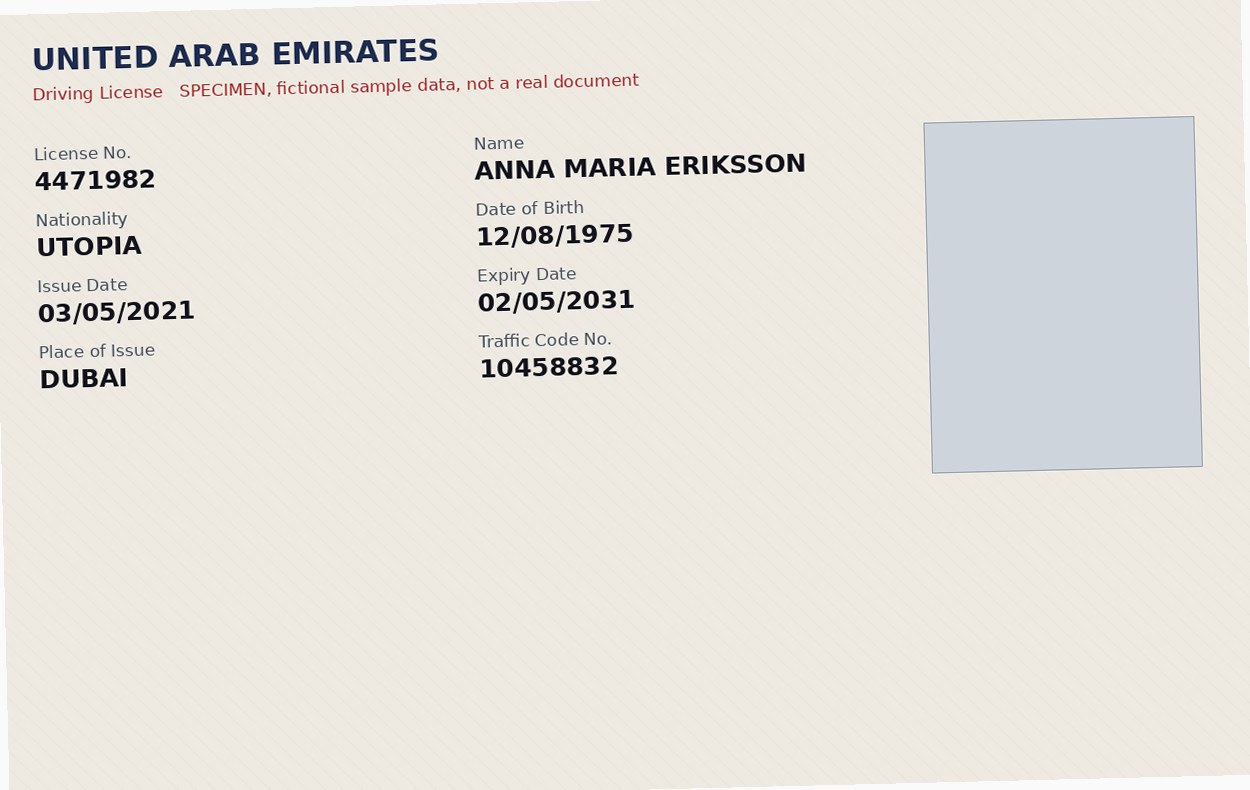 UNITED ARAB EMIRATES
Driving License SPECIMEN, fictional sample data, not a real document
License No.
4471982
Name
ANNA MARIA ERIKSSON
Nationality
UTOPIA
Date of Birth
12/08/1975
Issue Date
03/05/2021
Expiry Date
02/05/2031
Place of Issue
DUBAI
Traffic Code No.
10458832